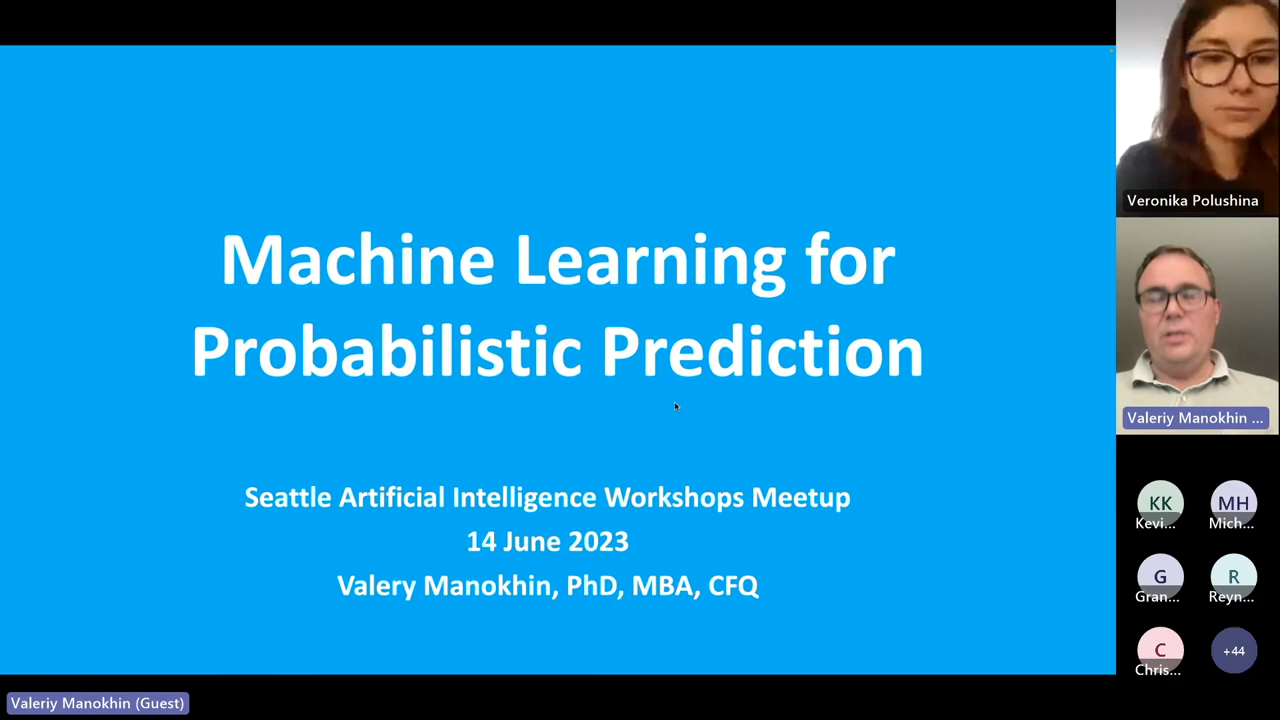 Machine Learning for
Probabilistic Prediction
Seattle Artificial Intelligence Workshops Meetup
14 June 2023
Valery Manokhin, PhD, MBA, CFQ
Veronika Polushina
Valeriy Manokhin ...
KK
Kevi...
MH
Mich...
G
Gran...
R
Reyn...
C
Chris...
+44
Valeriy Manokhin (Guest)